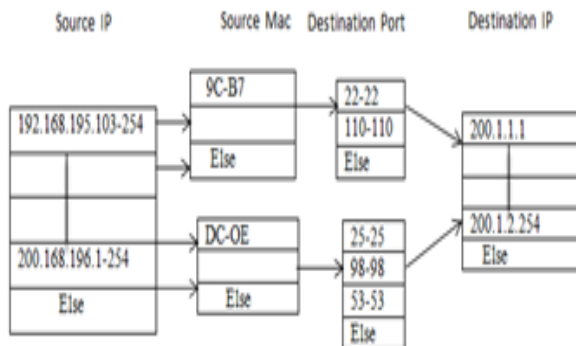 Source IP
Source Mac
Destination Port
Destination IP
192.168.195.103-254
200.168.196.1-254
Else
9C-B7
Else
DC-OE
Else
22-22
110-110
Else
25-25
98-98
53-53
Else
200.1.1.1
200.1.2.254
Else